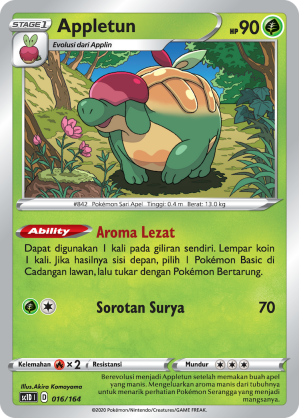 STAGE 1 Appletun HP 90
Evolusi dari Applin
#842 Pokémon Sari Apel Tinggi: 0.4 m Berat: 13.0 kg
Ability Aroma Lezat
Dapat digunakan 1 kali pada giliran sendiri. Lempar koin
1 kali. Jika hasilnya sisi depan, pilih 1 Pokémon Basic di
Cadangan lawan, lalu tukar dengan Pokémon Bertarung.
Sorotan Surya 70
Kelemahan × 2 Resistansi Mundur
Illus. Akira Komayama
sc1D I D 016/164
Berevolusi menjadi Appletun setelah memakan buah apel
yang manis. Mengeluarkan aroma manis dari tubuhnya
untuk menarik perhatian Pokémon Serangga yang menjadi
mangsanya.
©2020 Pokémon/Nintendo/Creatures/GAME FREAK.